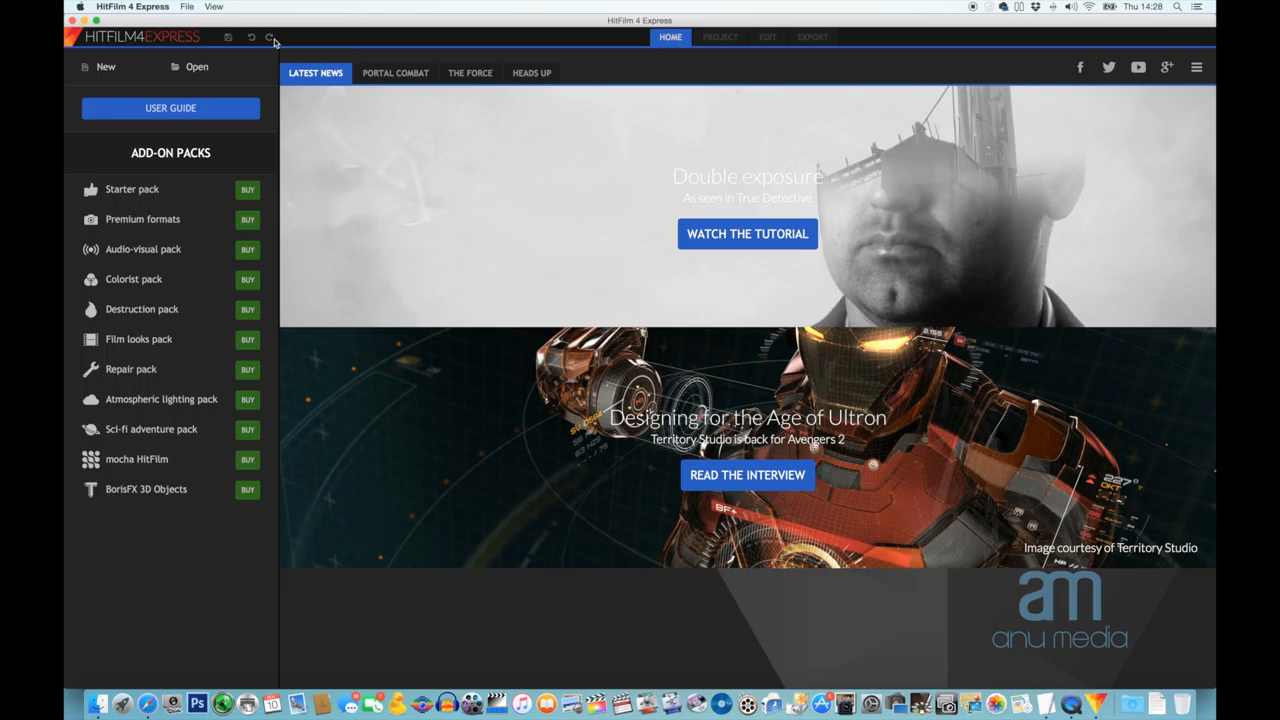 HitFilm 4 Express File View Thu 14:28
HitFilm 4 Express
HITFILM4EXPRESS HOME PROJECT EDIT EXPORT
New Open
LATEST NEWS PORTAL COMBAT THE FORCE HEADS UP
USER GUIDE
ADD-ON PACKS
Starter pack BUY
Premium formats BUY
Audio-visual pack BUY
Colorist pack BUY
Destruction pack BUY
Film looks pack BUY
Repair pack BUY
Atmospheric lighting pack BUY
Sci-fi adventure pack BUY
mocha HitFilm BUY
BorisFX 3D Objects BUY
Double exposure
As seen in True Detective
WATCH THE TUTORIAL
Designing for the Age of Ultron
Territory Studio is back for Avengers 2
READ THE INTERVIEW
BF+
227°
Image courtesy of Territory Studio
am
anu media
Ps
10